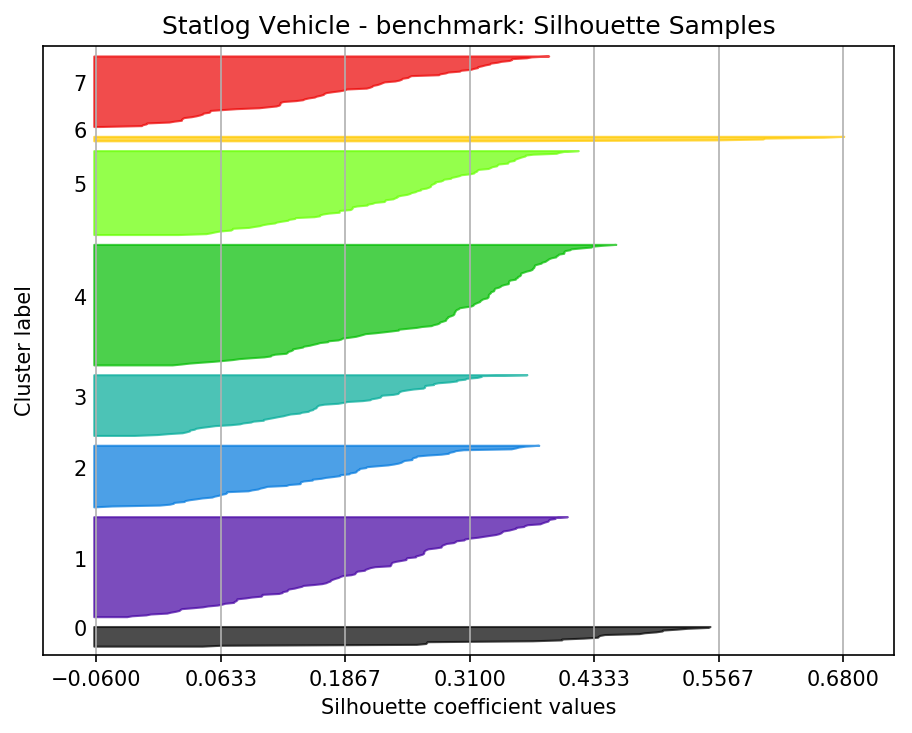 Statlog Vehicle - benchmark: Silhouette Samples
7
6
5
4
3
2
1
0
Cluster label
−0.0600 0.0633 0.1867 0.3100 0.4333 0.5567 0.6800
Silhouette coefficient values